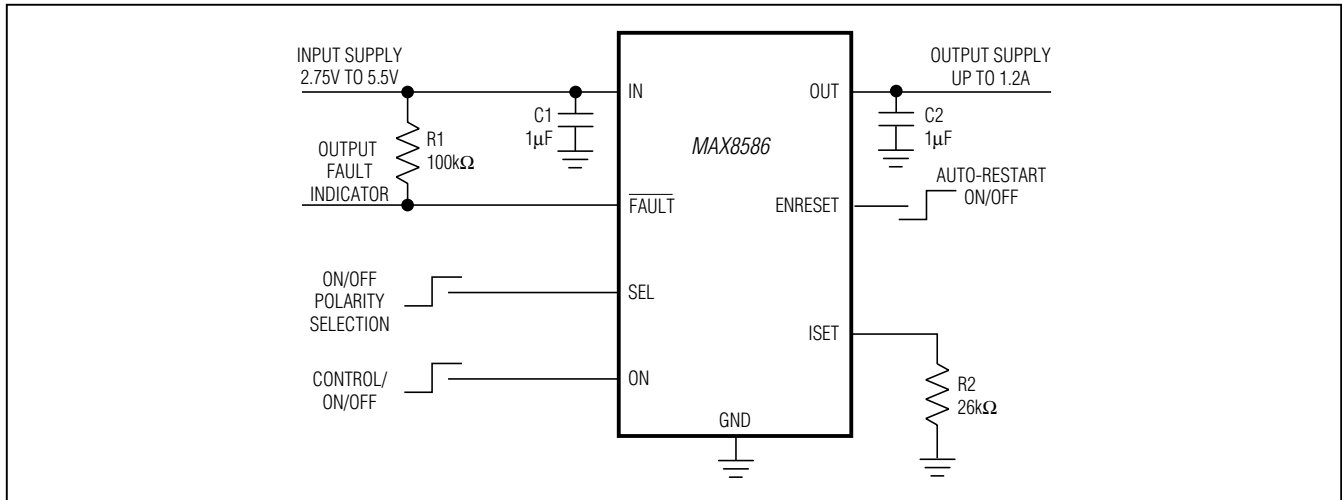 INPUT SUPPLY
2.75V TO 5.5V
IN
C1
1μF
R1
100kΩ
OUTPUT
FAULT
INDICATOR
FAULT
ON/OFF
POLARITY
SELECTION
SEL
CONTROL/
ON/OFF
ON
MAX8586
GND
OUT
OUTPUT SUPPLY
UP TO 1.2A
C2
1μF
ENRESET
AUTO-RESTART
ON/OFF
ISET
R2
26kΩ